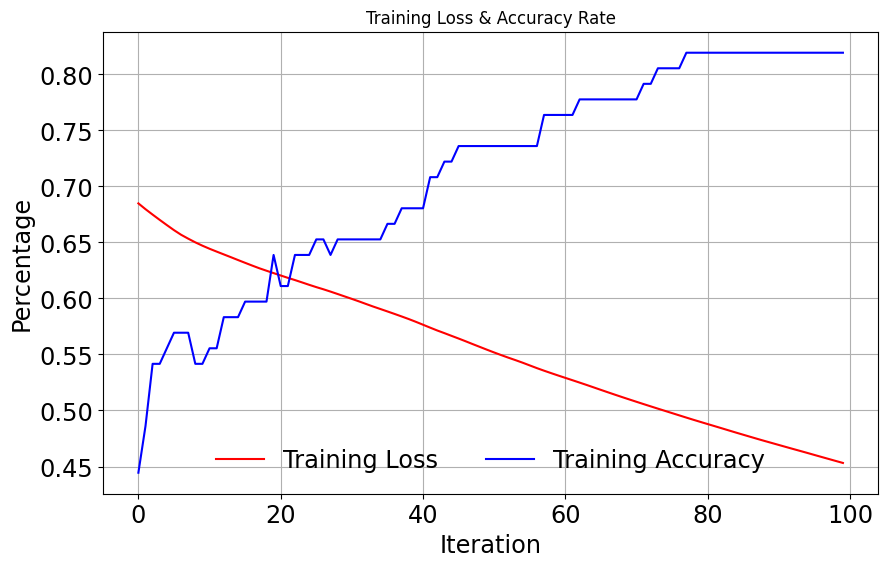 Training Loss & Accuracy Rate
Percentage
0.80
0.75
0.70
0.65
0.60
0.55
0.50
0.45
Training Loss Training Accuracy
0 20 40 60 80 100
Iteration